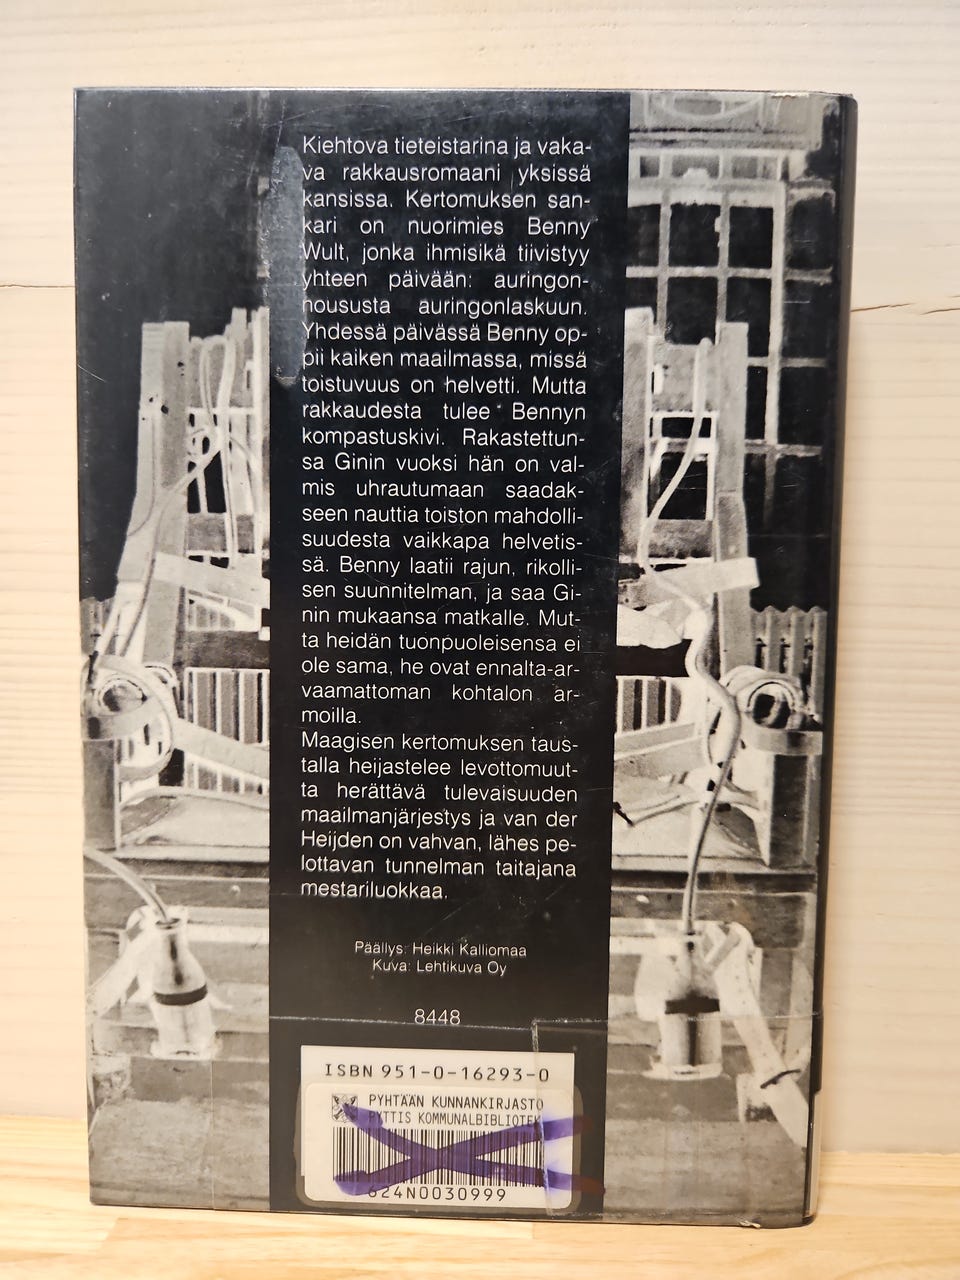 Kiehtova tieteistarina ja vaka-
va rakkausromaani yksissä
kansissa. Kertomuksen san-
kari on nuorimies Benny
Wult, jonka ihmisikä tiivistyy
yhteen päivään: auringon-
noususta auringonlaskuun.
Yhdessä päivässä Benny op-
pii kaiken maailmassa, missä
toistuvuus on helvetti. Mutta
rakkaudesta tulee Bennyn
kompastuskivi. Rakastettun-
sa Ginin vuoksi hän on val-
mis uhrautumaan saadak-
seen nauttia toiston mahdolli-
suudesta vaikkapa helvetis-
sä. Benny laatii rajun, rikolli-
sen suunnitelman, ja saa Gi-
nin mukaansa matkalle. Mut-
ta heidän tuonpuoleisensa ei
ole sama, he ovat ennalta-ar-
vaamattoman kohtalon ar-
moilla.
Maagisen kertomuksen taus-
talla heijastelee levottomuut-
ta herättävä tulevaisuuden
maailmanjärjestys ja van der
Heijden on vahvan, lähes pe-
lottavan tunnelman taitajana
mestariluokkaa.
Päällys: Heikki Kalliomaa
Kuva: Lehtikuva Oy
8448
ISBN 951-0-16293-0
PYHTÄÄN KUNNANKIRJASTO
PYTTIS KOMMUNALBIBLIOTEK
624N0030999